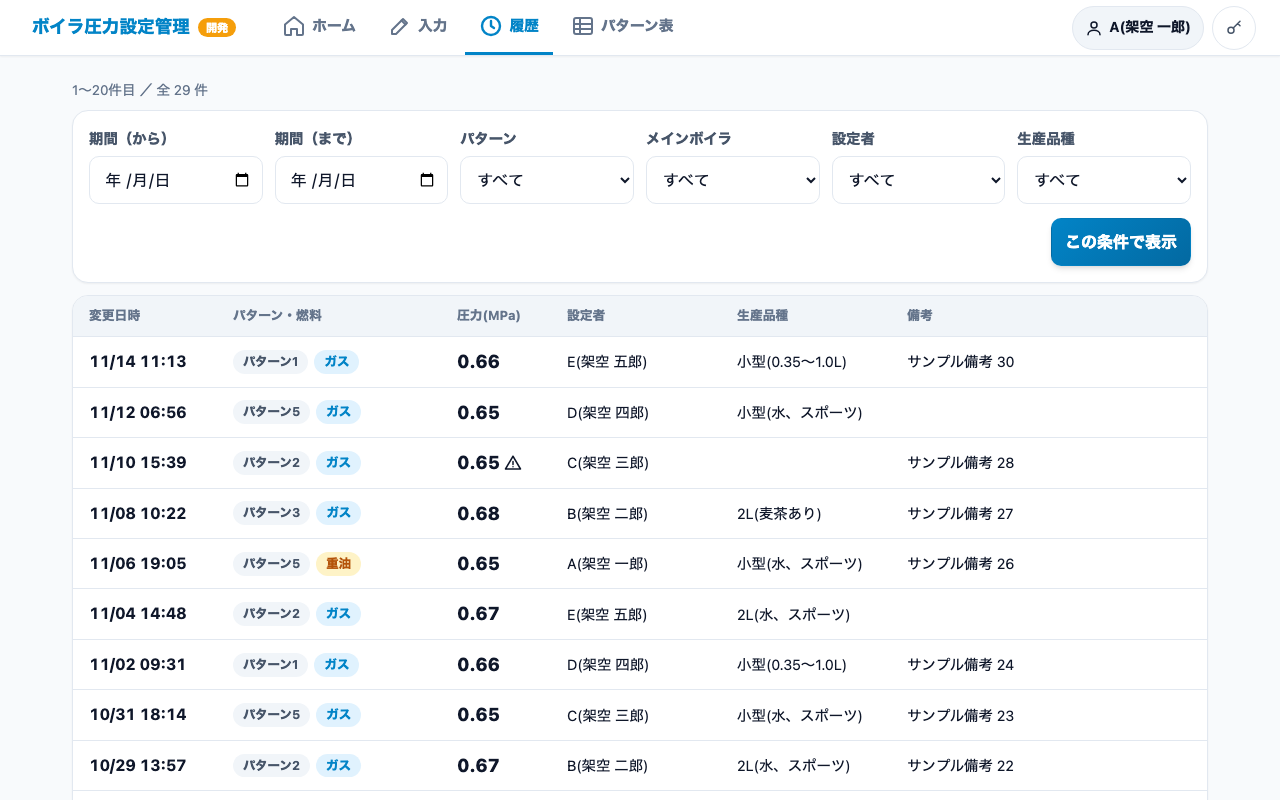 ボイラ圧力設定管理 開発 ホーム 入力 履歴 パターン表 A(架空 一郎)
1〜20件目 ／ 全 29 件
期間（から） 期間（まで） パターン メインボイラ 設定者 生産品種
年 /月/日 年 /月/日 すべて すべて すべて すべて
この条件で表示
変更日時 パターン・燃料 圧力(MPa) 設定者 生産品種 備考
11/14 11:13 パターン1 ガス 0.66 E(架空 五郎) 小型(0.35〜1.0L) サンプル備考 30
11/12 06:56 パターン5 ガス 0.65 D(架空 四郎) 小型(水、スポーツ)
11/10 15:39 パターン2 ガス 0.65 C(架空 三郎) サンプル備考 28
11/08 10:22 パターン3 ガス 0.68 B(架空 二郎) 2L(麦茶あり) サンプル備考 27
11/06 19:05 パターン5 重油 0.65 A(架空 一郎) 小型(水、スポーツ) サンプル備考 26
11/04 14:48 パターン2 ガス 0.67 E(架空 五郎) 2L(水、スポーツ)
11/02 09:31 パターン1 ガス 0.66 D(架空 四郎) 小型(0.35〜1.0L) サンプル備考 24
10/31 18:14 パターン5 ガス 0.65 C(架空 三郎) 小型(水、スポーツ) サンプル備考 23
10/29 13:57 パターン2 ガス 0.67 B(架空 二郎) 2L(水、スポーツ) サンプル備考 22